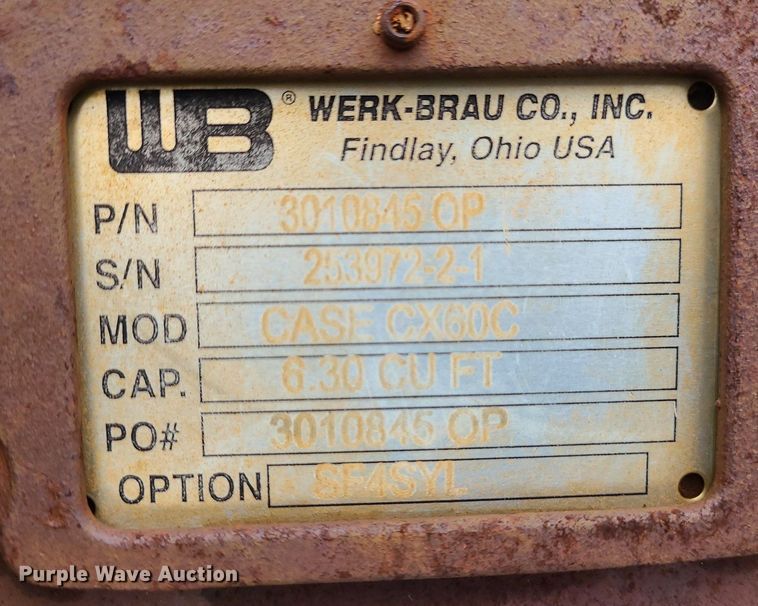 WB® WERK-BRAU CO., INC.
Findlay, Ohio USA
P/N 3010845 OP
S/N 253972-2-1
MOD CASE CX60C
CAP. 6.30 CU FT
PO# 3010845 OP
OPTION SF4SYL
Purple Wave Auction